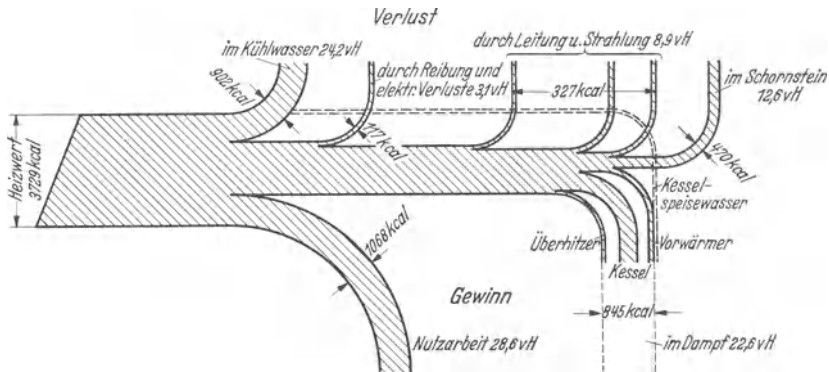 Verlust
im Kühlwasser 24,2 vH
902 kcal
durch Reibung und
elektr. Verluste 3,1 vH
117 kcal
durch Leitung u. Strahlung 8,9 vH
327 kcal
im Schornstein
12,6 vH
470 kcal
Heizwert
3729 kcal
Kessel-
speisewasser
1068 kcal
Überhitzer
Vorwärmer
Kessel
Gewinn
845 kcal
Nutzarbeit 28,6 vH
im Dampf 22,6 vH